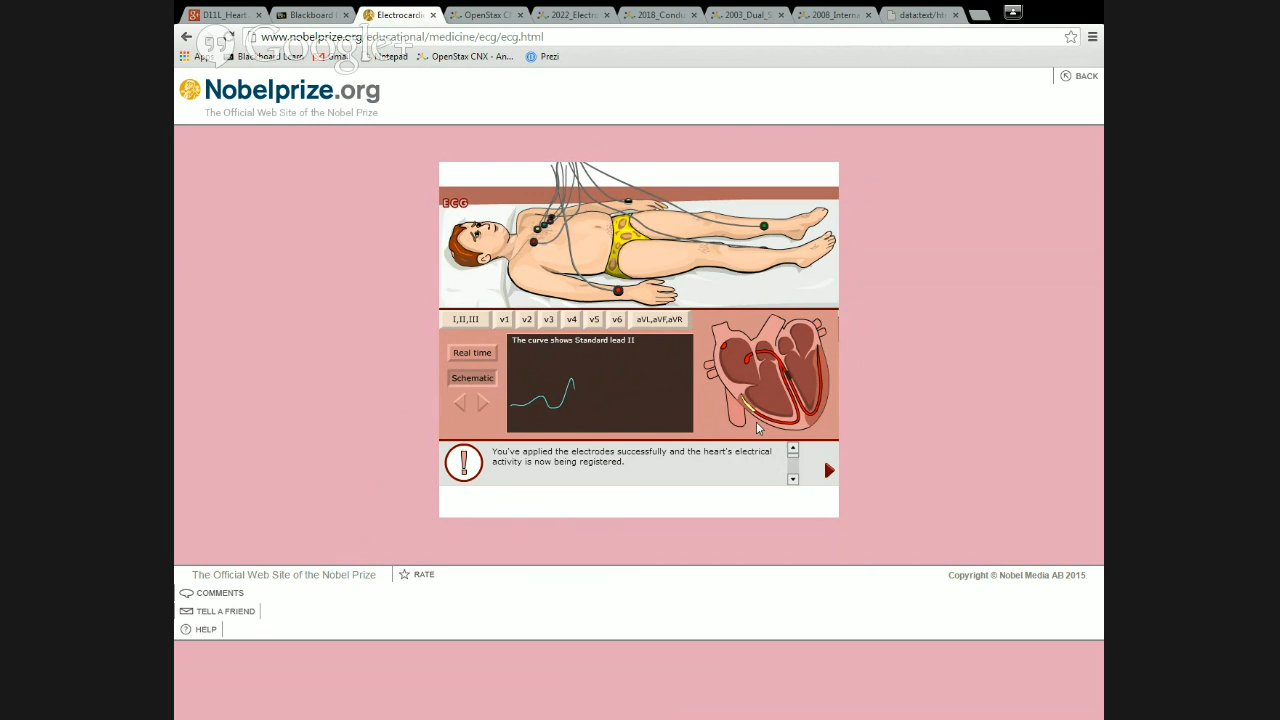 D11L_Heart
Blackboard
Electrocardio
OpenStax C
2022_Electr
2018_Condu
2003_Dual_S
2008_Interna
data:text/ht
www.nobelprize.org/educational/medicine/ecg/ecg.html
Google+
Apps
Blackboard Learn
Gmail
Notepad
OpenStax CNX - An...
Prezi
Nobelprize.org
The Official Web Site of the Nobel Prize
BACK
ECG
I,II,III
v1
v2
v3
v4
v5
v6
aVL,aVF,aVR
Real time
Schematic
The curve shows Standard lead II
You've applied the electrodes successfully and the heart's electrical
activity is now being registered.
The Official Web Site of the Nobel Prize
RATE
Copyright © Nobel Media AB 2015
COMMENTS
TELL A FRIEND
HELP